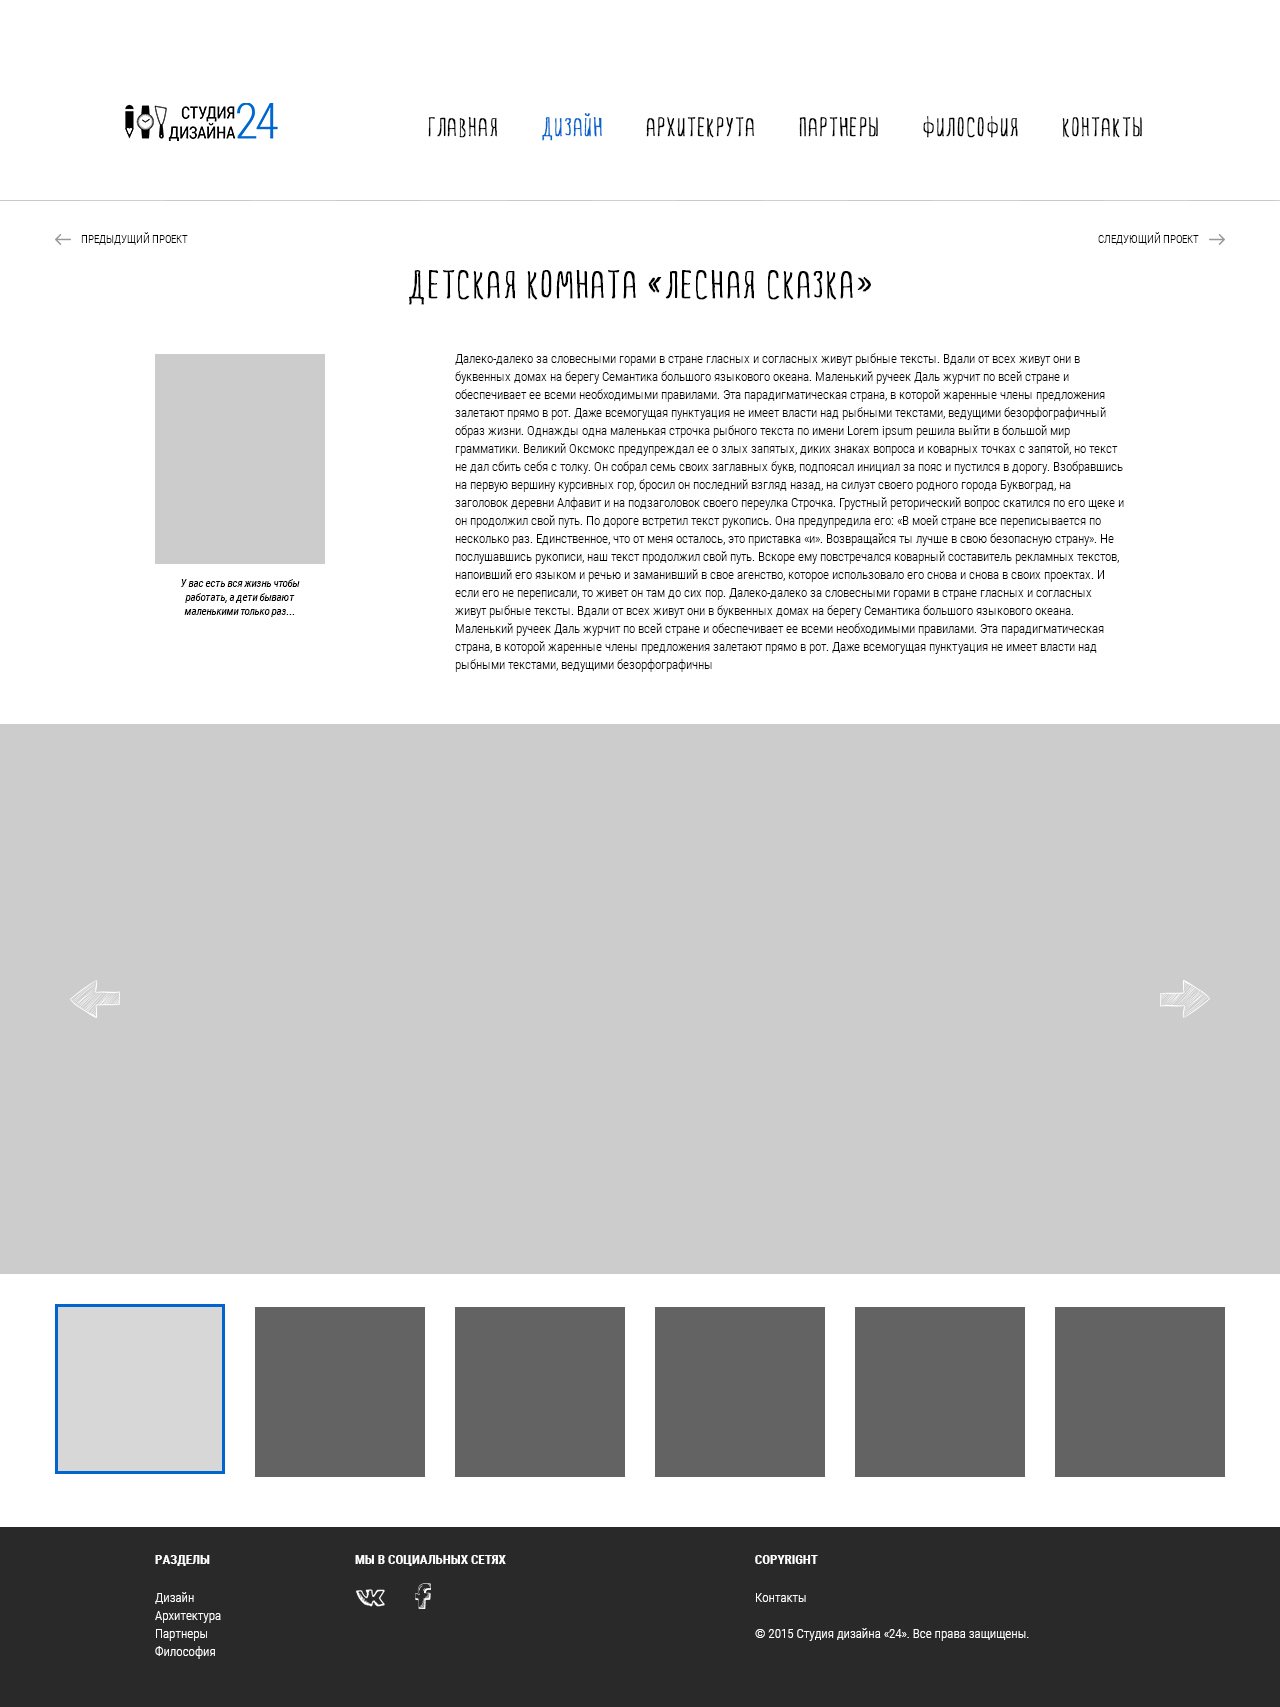 СТУДИЯ
ДИЗАЙНА 24
ГЛАВНАЯ ДИЗАЙН АРХИТЕКРУТА ПАРТНЕРЫ ФИЛОСОФИЯ КОНТАКТЫ
ПРЕДЫДУЩИЙ ПРОЕКТ
СЛЕДУЮЩИЙ ПРОЕКТ
ДЕТСКАЯ КОМНАТА «ЛЕСНАЯ СКАЗКА»
У вас есть вся жизнь чтобы
работать, а дети бывают
маленькими только раз...
Далеко-далеко за словесными горами в стране гласных и согласных живут рыбные тексты. Вдали от всех живут они в
буквенных домах на берегу Семантика большого языкового океана. Маленький ручеек Даль журчит по всей стране и
обеспечивает ее всеми необходимыми правилами. Эта парадигматическая страна, в которой жаренные члены предложения
залетают прямо в рот. Даже всемогущая пунктуация не имеет власти над рыбными текстами, ведущими безорфографичный
образ жизни. Однажды одна маленькая строчка рыбного текста по имени Lorem ipsum решила выйти в большой мир
грамматики. Великий Оксмокс предупреждал ее о злых запятых, диких знаках вопроса и коварных точках с запятой, но текст
не дал сбить себя с толку. Он собрал семь своих заглавных букв, подпоясал инициал за пояс и пустился в дорогу. Взобравшись
на первую вершину курсивных гор, бросил он последний взгляд назад, на силуэт своего родного города Буквоград, на
заголовок деревни Алфавит и на подзаголовок своего переулка Строчка. Грустный реторический вопрос скатился по его щеке и
он продолжил свой путь. По дороге встретил текст рукопись. Она предупредила его: «В моей стране все переписывается по
несколько раз. Единственное, что от меня осталось, это приставка «и». Возвращайся ты лучше в свою безопасную страну». Не
послушавшись рукописи, наш текст продолжил свой путь. Вскоре ему повстречался коварный составитель рекламных текстов,
напоивший его языком и речью и заманивший в свое агенство, которое использовало его снова и снова в своих проектах. И
если его не переписали, то живет он там до сих пор. Далеко-далеко за словесными горами в стране гласных и согласных
живут рыбные тексты. Вдали от всех живут они в буквенных домах на берегу Семантика большого языкового океана.
Маленький ручеек Даль журчит по всей стране и обеспечивает ее всеми необходимыми правилами. Эта парадигматическая
страна, в которой жаренные члены предложения залетают прямо в рот. Даже всемогущая пунктуация не имеет власти над
рыбными текстами, ведущими безорфографичны
РАЗДЕЛЫ
Дизайн
Архитектура
Партнеры
Философия
МЫ В СОЦИАЛЬНЫХ СЕТЯХ
COPYRIGHT
Контакты
© 2015 Студия дизайна «24». Все права защищены.